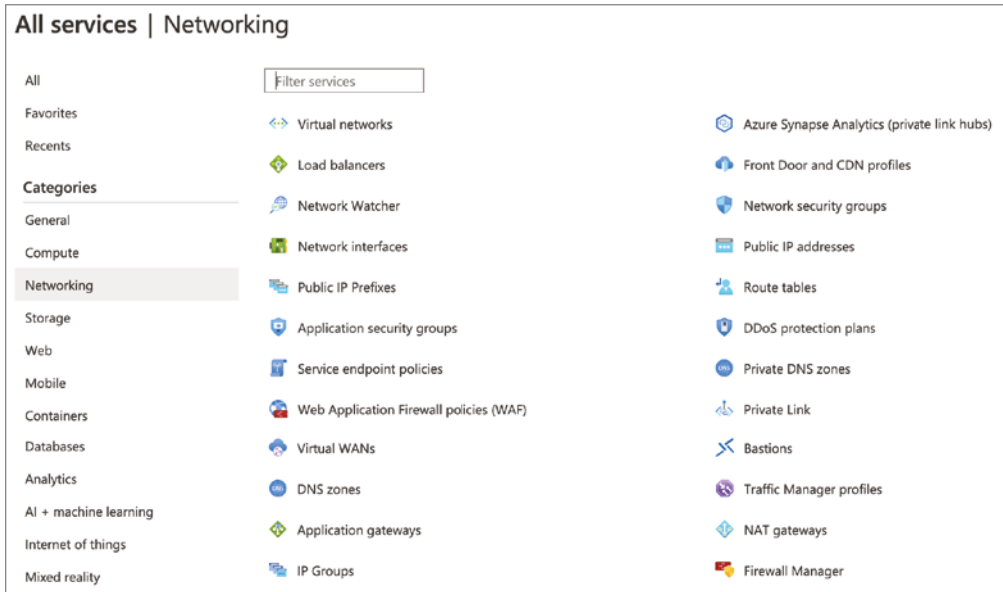 All services | Networking
All
Favorites
Recents
Categories
General
Compute
Networking
Storage
Web
Mobile
Containers
Databases
Analytics
AI + machine learning
Internet of things
Mixed reality
Filter services
Virtual networks
Load balancers
Network Watcher
Network interfaces
Public IP Prefixes
Application security groups
Service endpoint policies
Web Application Firewall policies (WAF)
Virtual WANs
DNS zones
Application gateways
IP Groups
Azure Synapse Analytics (private link hubs)
Front Door and CDN profiles
Network security groups
Public IP addresses
Route tables
DDoS protection plans
Private DNS zones
Private Link
Bastions
Traffic Manager profiles
NAT gateways
Firewall Manager